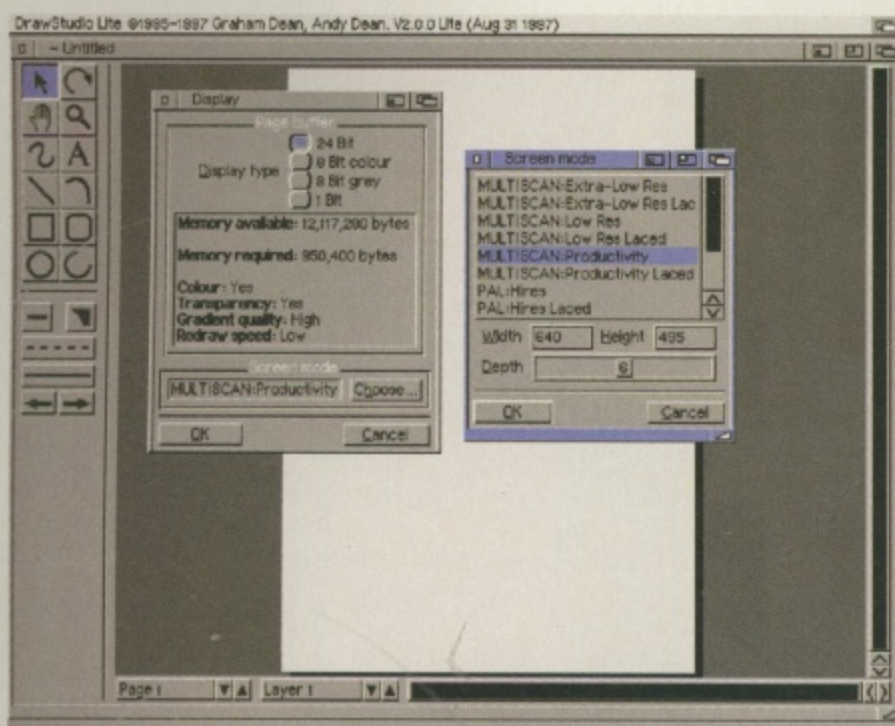 DrawStudio Lite ©1995-1997 Graham Dean, Andy Dean. V2.0.0 Lite (Aug 31 1997)
- Untitled
Display
Page buffer
Display type
24 Bit
8 Bit colour
8 Bit grey
1 Bit
Memory available: 12,117,280 bytes
Memory required: 950,400 bytes
Colour: Yes
Transparency: Yes
Gradient quality: High
Redraw speed: Low
Screen mode
MULTISCAN:Productivity Choose...
OK Cancel
Screen mode
MULTISCAN:Extra-Low Res
MULTISCAN:Extra-Low Res Lac
MULTISCAN:Low Res
MULTISCAN:Low Res Laced
MULTISCAN:Productivity
MULTISCAN:Productivity Laced
PAL:Hires
PAL:Hires Laced
Width 640 Height 495
Depth 6
OK Cancel
A
Page 1 Layer 1